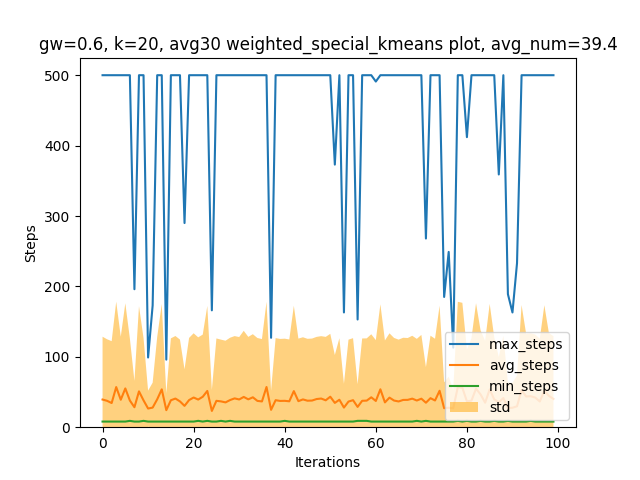 gw=0.6, k=20, avg30 weighted_special_kmeans plot, avg_num=39.4
500
400
300
200
100
0
Steps
max_steps
avg_steps
min_steps
std
0
20
40
60
80
100
Iterations